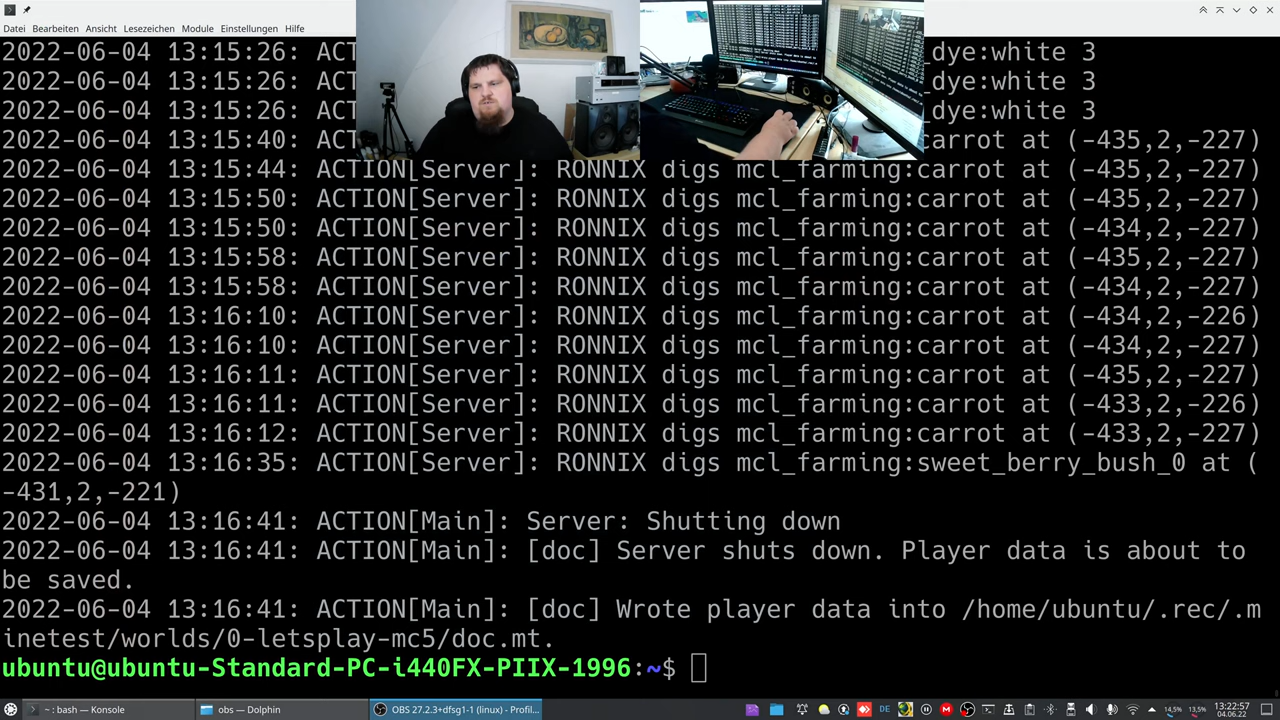 Datei Bearbeiten Ansicht Lesezeichen Module Einstellungen Hilfe
2022-06-04 13:15:26: _dye:white 3
2022-06-04 13:15:26: _dye:white 3
2022-06-04 13:15:26: _dye:white 3
2022-06-04 13:15:40: carrot at (-435,2,-227)
2022-06-04 13:15:44: ACTION[Server]: RONNIX digs mcl_farming:carrot at (-435,2,-227)
2022-06-04 13:15:50: ACTION[Server]: RONNIX digs mcl_farming:carrot at (-435,2,-227)
2022-06-04 13:15:50: ACTION[Server]: RONNIX digs mcl_farming:carrot at (-434,2,-227)
2022-06-04 13:15:58: ACTION[Server]: RONNIX digs mcl_farming:carrot at (-435,2,-227)
2022-06-04 13:15:58: ACTION[Server]: RONNIX digs mcl_farming:carrot at (-434,2,-227)
2022-06-04 13:16:10: ACTION[Server]: RONNIX digs mcl_farming:carrot at (-434,2,-226)
2022-06-04 13:16:10: ACTION[Server]: RONNIX digs mcl_farming:carrot at (-434,2,-227)
2022-06-04 13:16:11: ACTION[Server]: RONNIX digs mcl_farming:carrot at (-435,2,-227)
2022-06-04 13:16:11: ACTION[Server]: RONNIX digs mcl_farming:carrot at (-433,2,-226)
2022-06-04 13:16:12: ACTION[Server]: RONNIX digs mcl_farming:carrot at (-433,2,-227)
2022-06-04 13:16:35: ACTION[Server]: RONNIX digs mcl_farming:sweet_berry_bush_0 at (
-431,2,-221)
2022-06-04 13:16:41: ACTION[Main]: Server: Shutting down
2022-06-04 13:16:41: ACTION[Main]: [doc] Server shuts down. Player data is about to
be saved.
2022-06-04 13:16:41: ACTION[Main]: [doc] Wrote player data into /home/ubuntu/.rec/.m
inetest/worlds/0-letsplay-mc5/doc.mt.
ubuntu@ubuntu-Standard-PC-i440FX-PIIX-1996:~$
~ : bash — Konsole obs — Dolphin OBS 27.2.3+dfsg1-1 (linux) - Profil... DE 14,5% 13,5% 13:22:57
04.06.22